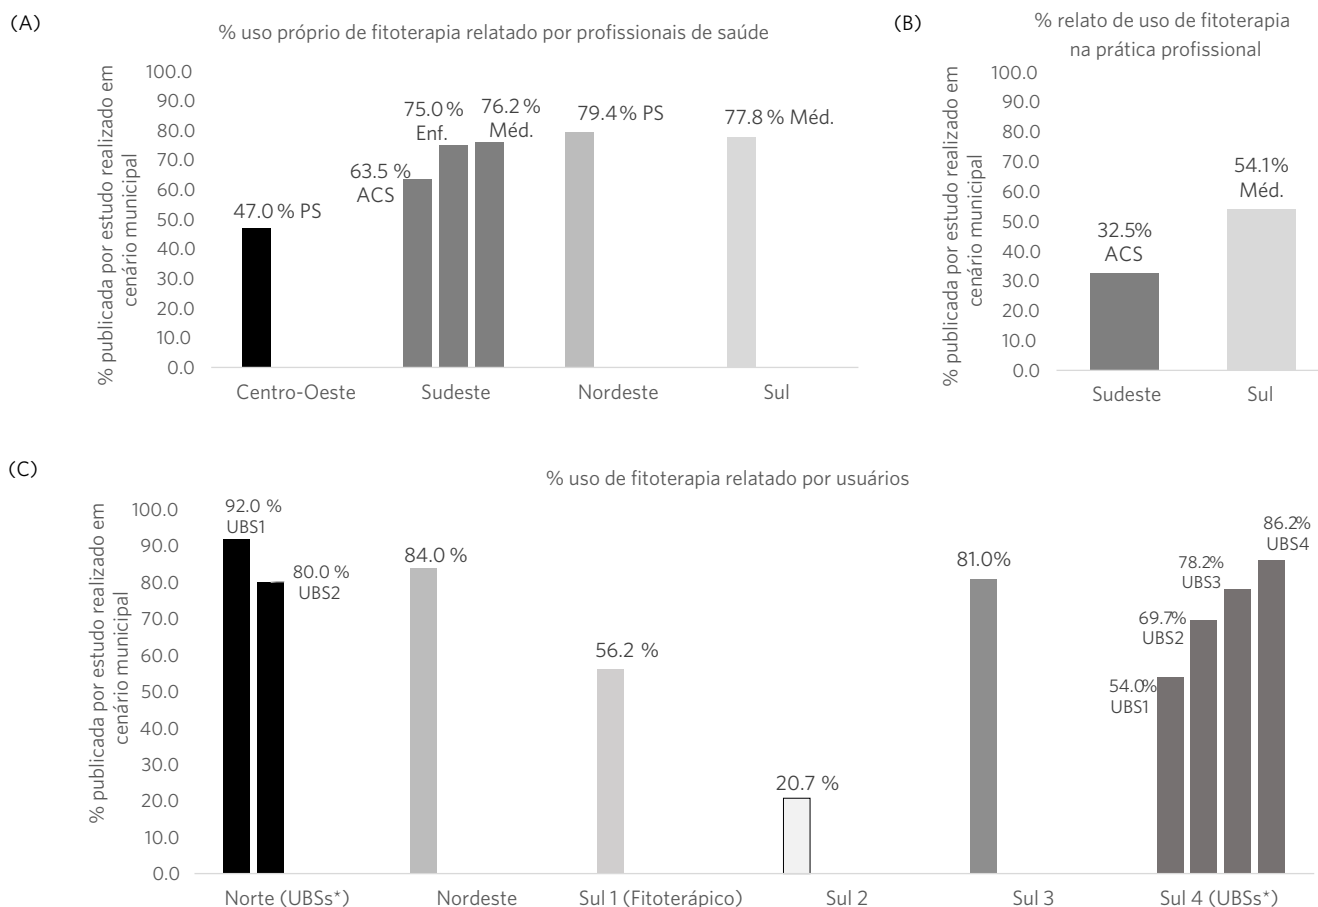 (A)
% uso próprio de fitoterapia relatado por profissionais de saúde
% publicada por estudo realizado em
cenário municipal
100.0
90.0
80.0
70.0
60.0
50.0
40.0
30.0
20.0
10.0
0.0
47.0 % PS
63.5 %
ACS
75.0 %
Enf.
76.2 %
Méd.
79.4 % PS
77.8 % Méd.
Centro-Oeste
Sudeste
Nordeste
Sul
(B)
% relato de uso de fitoterapia
na prática profissional
% publicada por estudo realizado em
cenário municipal
100.0
90.0
80.0
70.0
60.0
50.0
40.0
30.0
20.0
10.0
0.0
32.5%
ACS
54.1%
Méd.
Sudeste
Sul
(C)
% uso de fitoterapia relatado por usuários
% publicada por estudo realizado em
cenário municipal
100.0
90.0
80.0
70.0
60.0
50.0
40.0
30.0
20.0
10.0
0.0
92.0 %
UBS1
80.0 %
UBS2
84.0 %
56.2 %
20.7 %
81.0%
54.0%
UBS1
69.7%
UBS2
78.2%
UBS3
86.2%
UBS4
Norte (UBSs*)
Nordeste
Sul 1 (Fitoterápico)
Sul 2
Sul 3
Sul 4 (UBSs*)